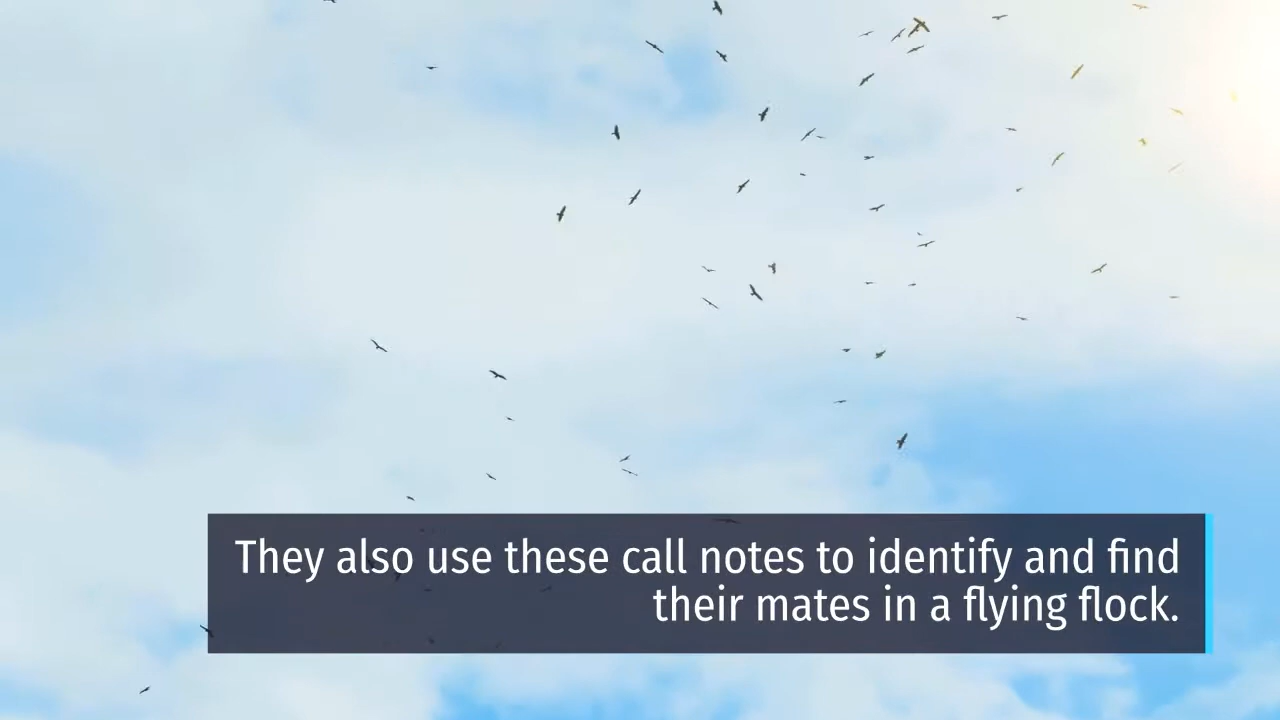 They also use these call notes to identify and find
their mates in a flying flock.